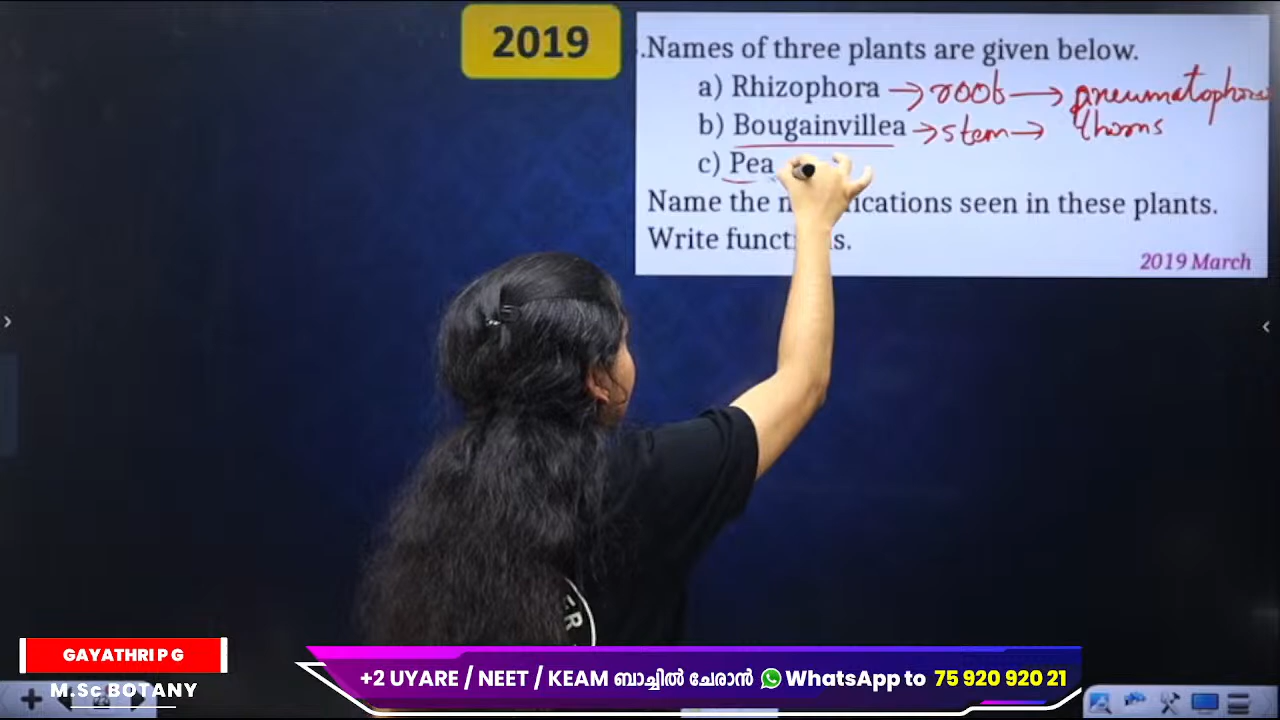 2019
.Names of three plants are given below.
a) Rhizophora → root → pneumatophore
b) Bougainvillea → stem → thorns
c) Pea
Name the m ications seen in these plants.
Write funct s.
2019 March
ER
GAYATHRI P G
M.Sc BOTANY
+2 UYARE / NEET / KEAM ബാച്ചിൽ ചേരാൻ WhatsApp to 75 920 920 21